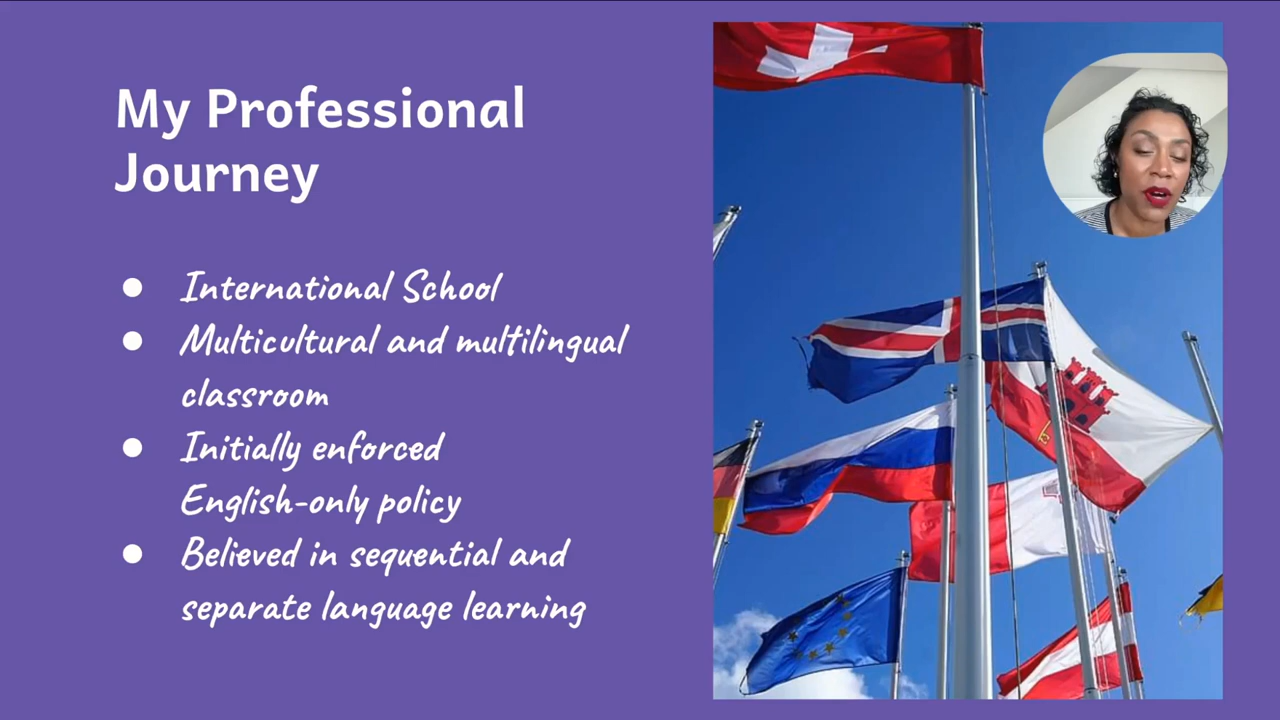 My Professional
Journey
● International School
● Multicultural and multilingual
classroom
● Initially enforced
English-only policy
● Believed in sequential and
separate language learning